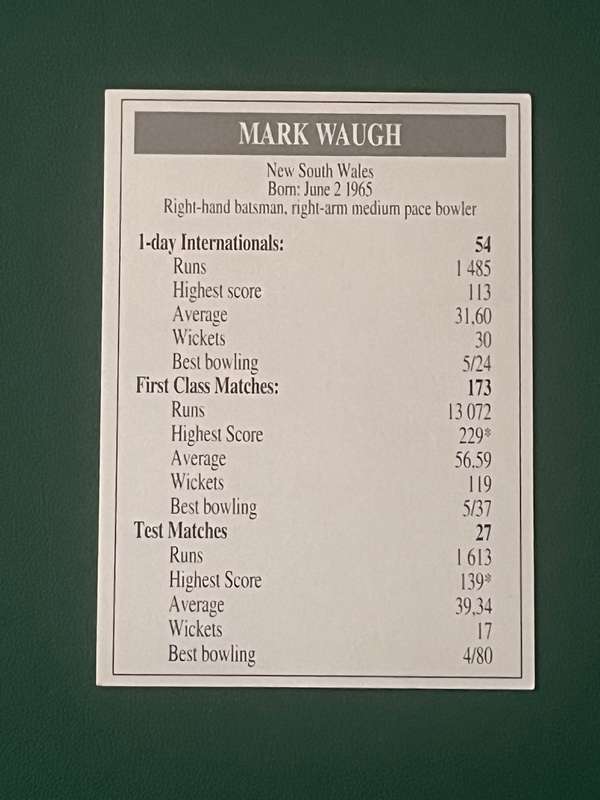 MARK WAUGH
New South Wales
Born: June 2 1965
Right-hand batsman, right-arm medium pace bowler
1-day Internationals: 54
Runs 1 485
Highest score 113
Average 31,60
Wickets 30
Best bowling 5/24
First Class Matches: 173
Runs 13 072
Highest Score 229*
Average 56.59
Wickets 119
Best bowling 5/37
Test Matches 27
Runs 1 613
Highest Score 139*
Average 39,34
Wickets 17
Best bowling 4/80